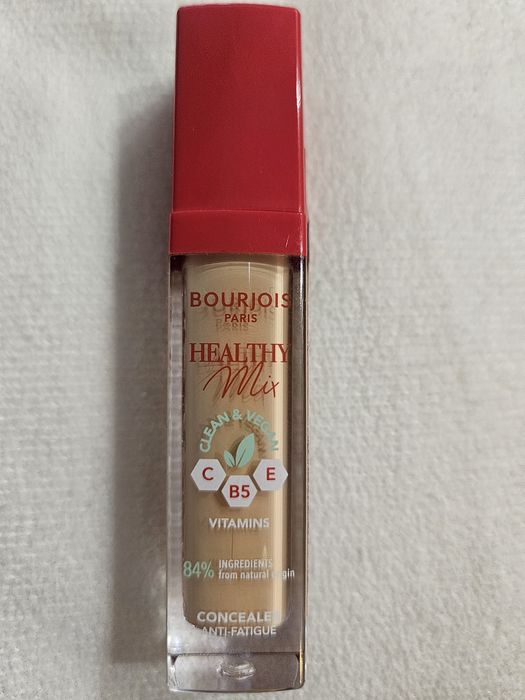 BOURJOIS
PARIS
HEALTHY
Mix
CLEAN & VEGAN
C
B5
E
VITAMINS
84% INGREDIENTS
from natural origin
CONCEALER
ANTI-FATIGUE